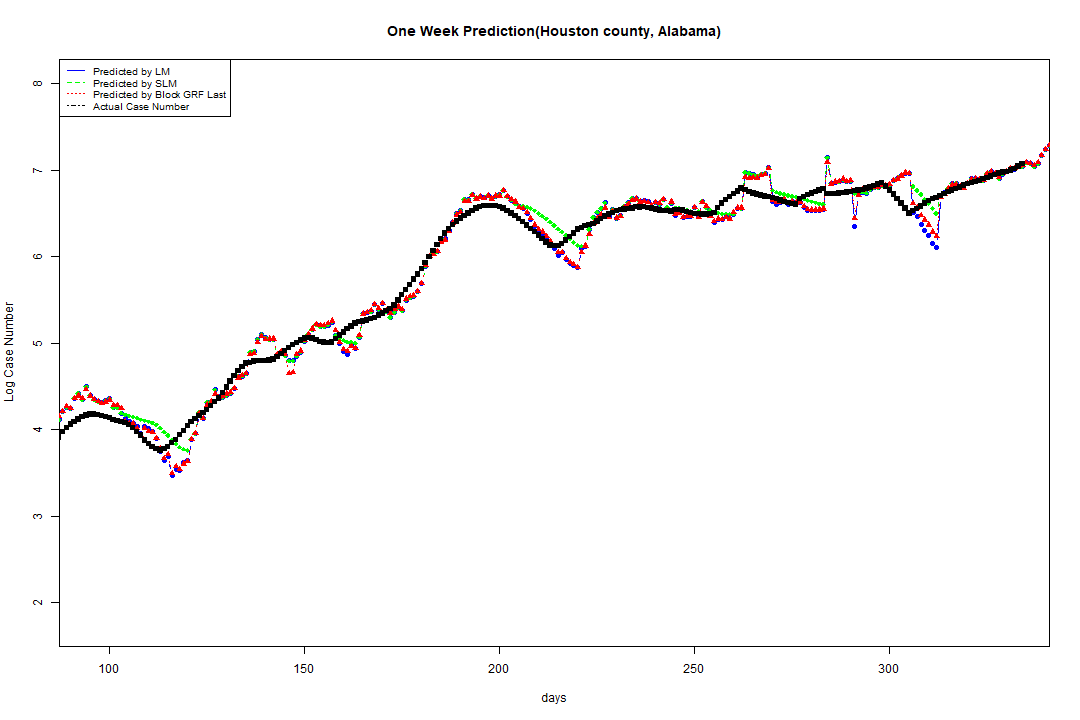 One Week Prediction(Houston county, Alabama)
Predicted by LM
Predicted by SLM
Predicted by Block GRF Last
Actual Case Number
8
7
6
5
4
3
2
Log Case Number
100 150 200 250 300
days